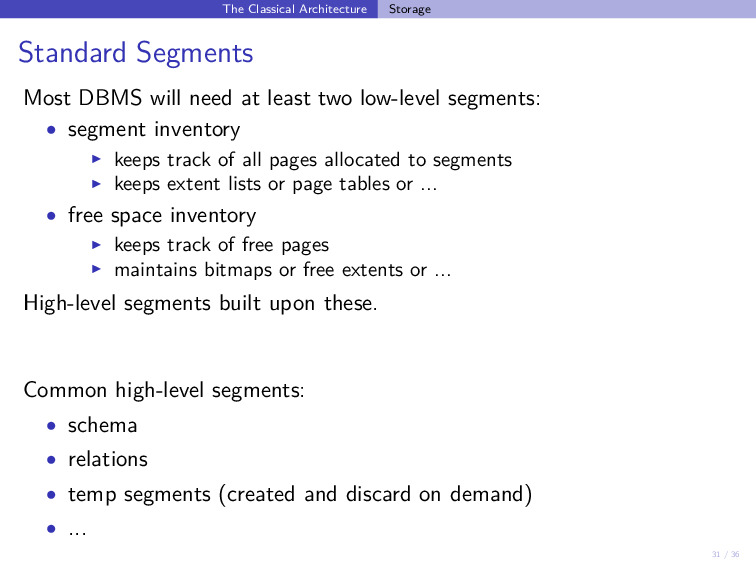 The Classical Architecture Storage
Standard Segments
Most DBMS will need at least two low-level segments:
• segment inventory
▶ keeps track of all pages allocated to segments
▶ keeps extent lists or page tables or ...
• free space inventory
▶ keeps track of free pages
▶ maintains bitmaps or free extents or ...
High-level segments built upon these.
Common high-level segments:
• schema
• relations
• temp segments (created and discard on demand)
• ...
31 / 36